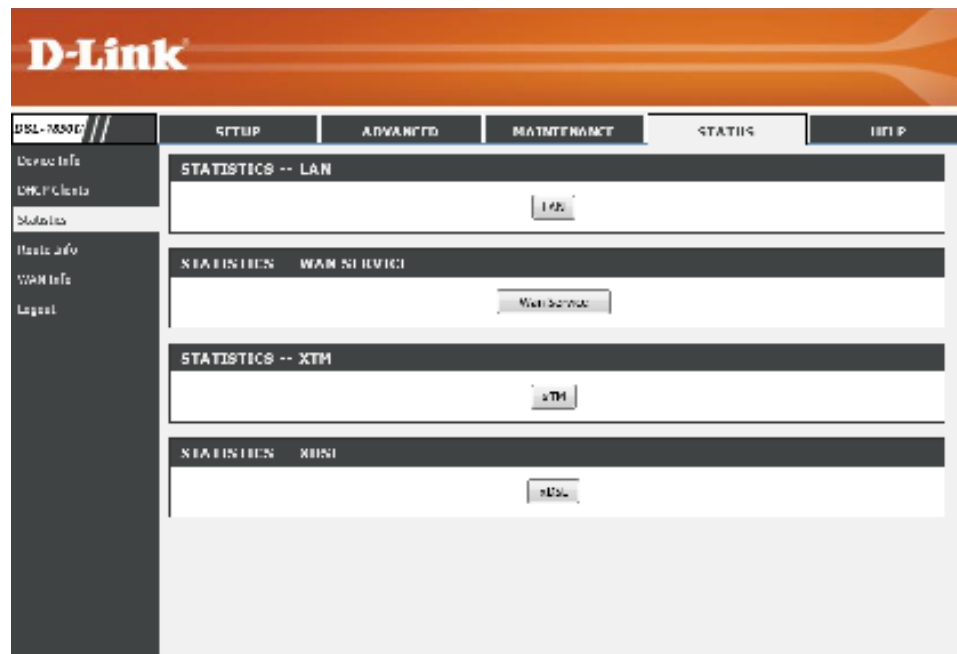 D-Link
SETUP ADVANCED MAINTENANCE STATUS HELP
Device Info
DHCP Clients
Statistics
Route Info
WAN Info
Logout
STATISTICS -- LAN
LAN
STATISTICS WAN SERVICE
Wan Service
STATISTICS -- XTM
xTM
STATISTICS XDSL
xDSL